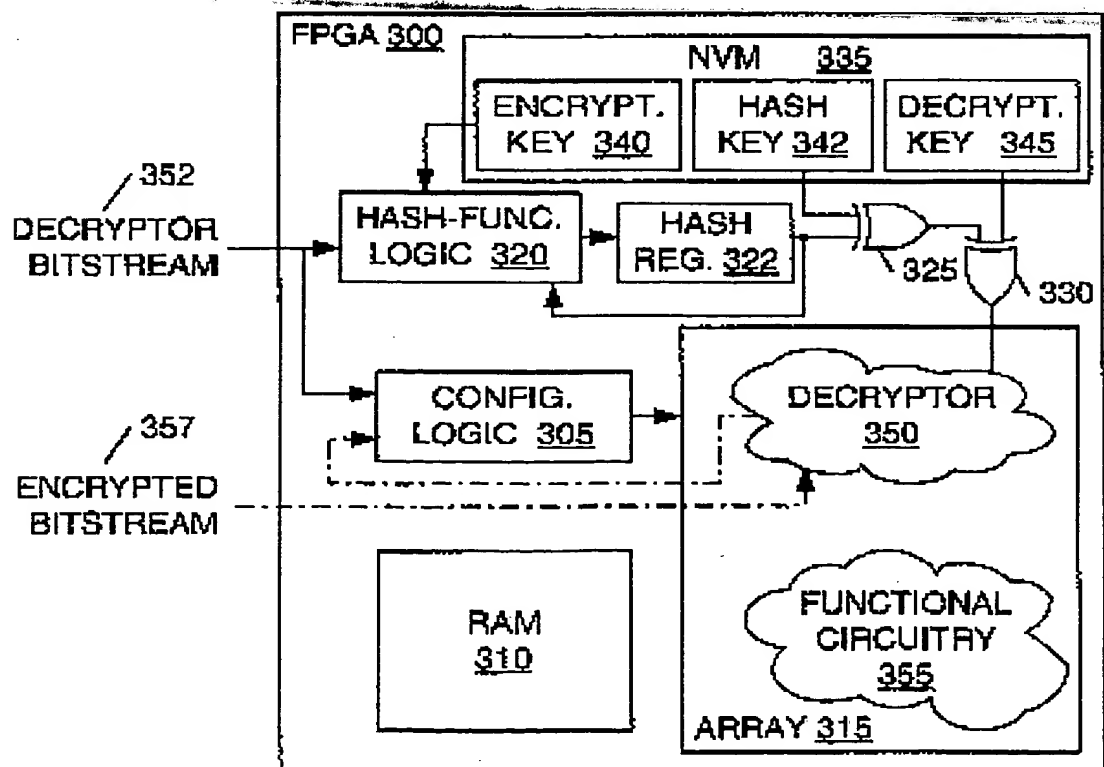 FPGA 300
NVM 335
ENCRYPT.
KEY 340
HASH
KEY 342
DECRYPT.
KEY 345
352
DECRYPTOR
BITSTREAM
HASH-FUNC.
LOGIC 320
HASH
REG. 322
325
330
CONFIG.
LOGIC 305
DECRYPTOR
350
357
ENCRYPTED
BITSTREAM
RAM
310
FUNCTIONAL
CIRCUITRY
355
ARRAY 315